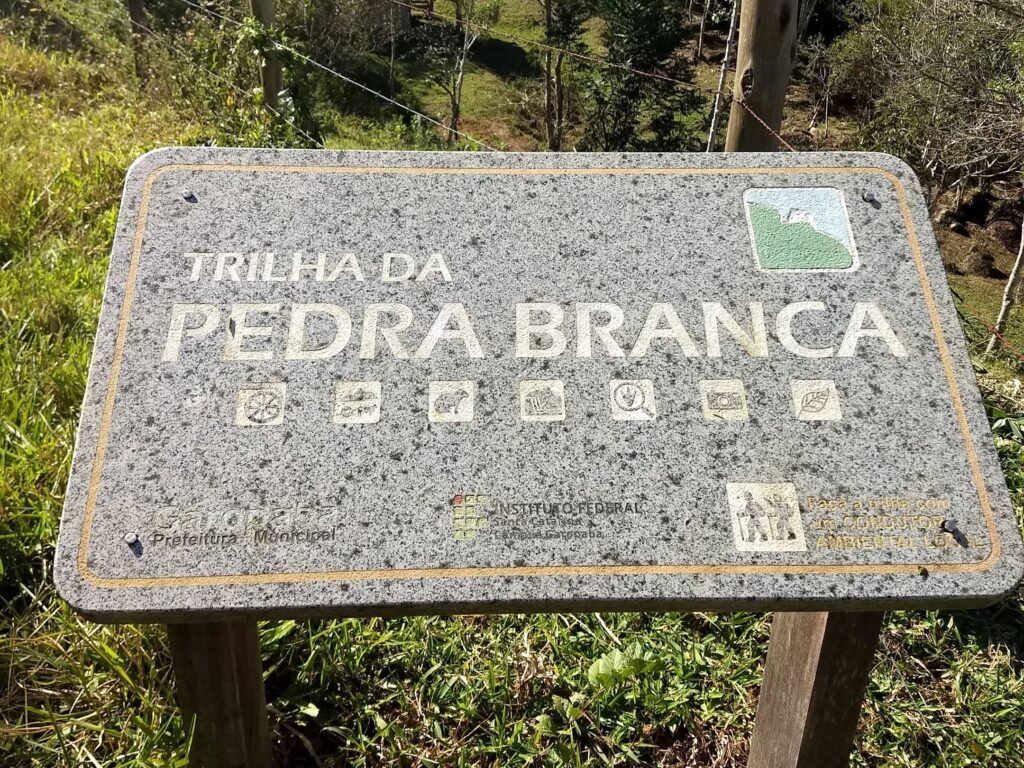 TRILHA DA
PEDRA BRANCA
Garopaba
Prefeitura Municipal
INSTITUTO FEDERAL
Santa Catarina
Câmpus Garopaba
Faça a trilha com
um CONDUTOR
AMBIENTAL LOCAL